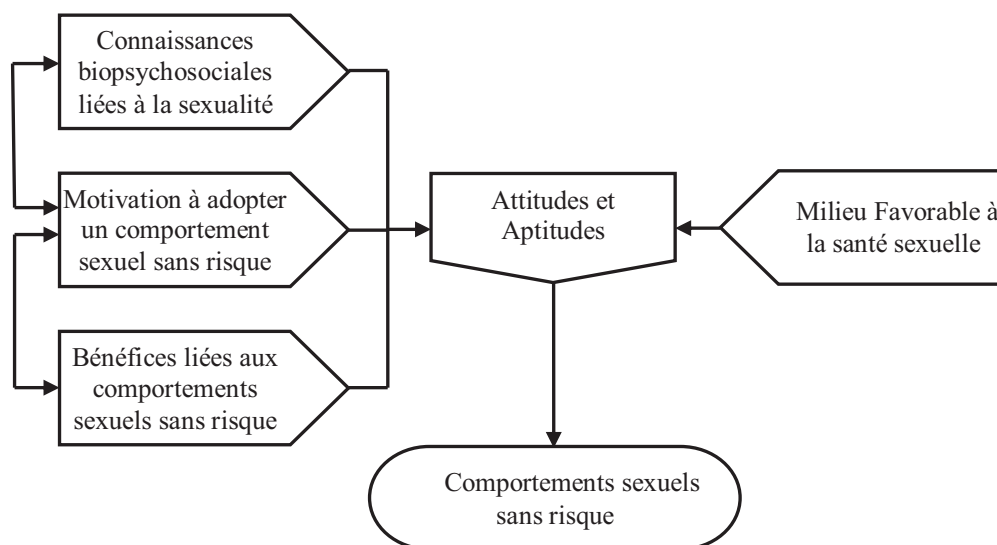 Connaissances
biopsychosociales
liées à la sexualité
Motivation à adopter
un comportement
sexuel sans risque
Bénéfices liées aux
comportements
sexuels sans risque
Attitudes et
Aptitudes
Milieu Favorable à
la santé sexuelle
Comportements sexuels
sans risque